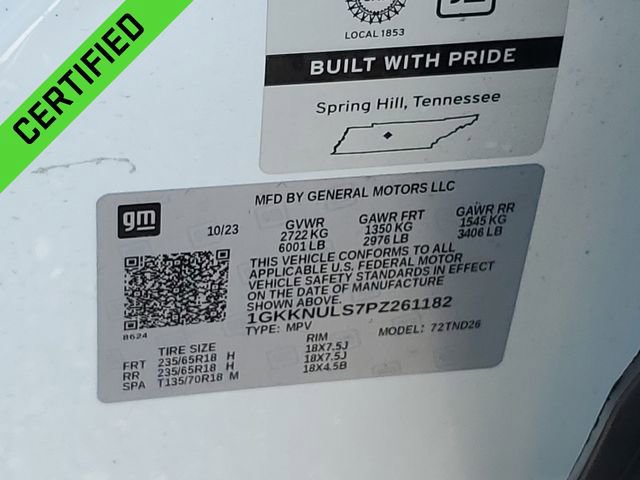 CERTIFIED
LOCAL 1853
BUILT WITH PRIDE
Spring Hill, Tennessee
gm
MFD BY GENERAL MOTORS LLC
10/23
GVWR
2722 KG
6001 LB
GAWR FRT
1350 KG
2976 LB
GAWR RR
1545 KG
3406 LB
THIS VEHICLE CONFORMS TO ALL
APPLICABLE U.S. FEDERAL MOTOR
VEHICLE SAFETY STANDARDS IN EFFECT
ON THE DATE OF MANUFACTURE
SHOWN ABOVE.
1GKKNULS7PZ261182
TYPE: MPV
MODEL: 72TND26
8624
TIRE SIZE RIM
FRT 235/65R18 H 18X7.5J
RR 235/65R18 H 18X7.5J
SPA T135/70R18 M 18X4.5B